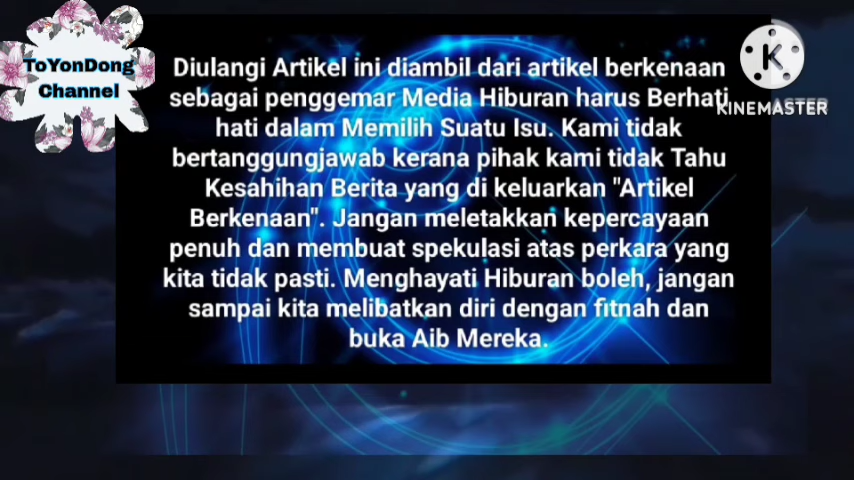 ToYonDong
Channel
KINEMASTER
Diulangi Artikel ini diambil dari artikel berkenaan
sebagai penggemar Media Hiburan harus Berhati
hati dalam Memilih Suatu Isu. Kami tidak
bertanggungjawab kerana pihak kami tidak Tahu
Kesahihan Berita yang di keluarkan "Artikel
Berkenaan". Jangan meletakkan kepercayaan
penuh dan membuat spekulasi atas perkara yang
kita tidak pasti. Menghayati Hiburan boleh, jangan
sampai kita melibatkan diri dengan fitnah dan
buka Aib Mereka.